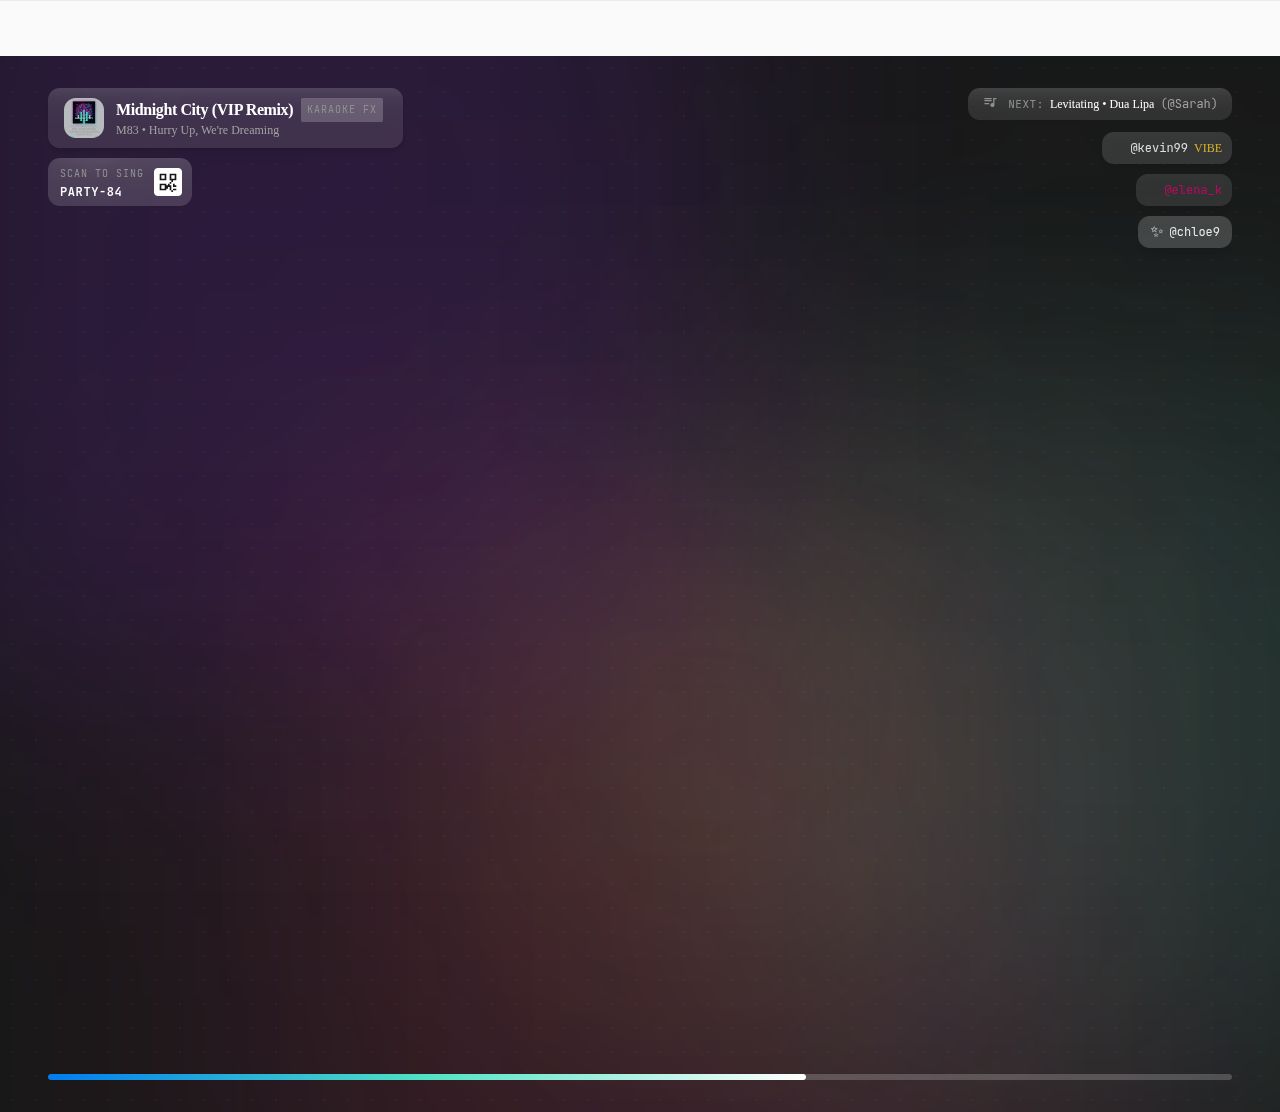 Midnight City (VIP Remix) KARAOKE FX
M83 • Hurry Up, We're Dreaming
SCAN TO SING
PARTY-84
NEXT: Levitating • Dua Lipa (@Sarah)
@kevin99 VIBE
@elena_k
@chloe9